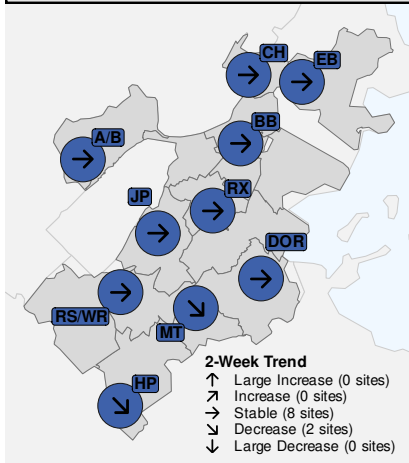 CH
EB
BB
A/B
RX
JP
DOR
RS/WR
MT
HP
2-Week Trend
↑ Large Increase (0 sites)
↗ Increase (0 sites)
→ Stable (8 sites)
↘ Decrease (2 sites)
↓ Large Decrease (0 sites)